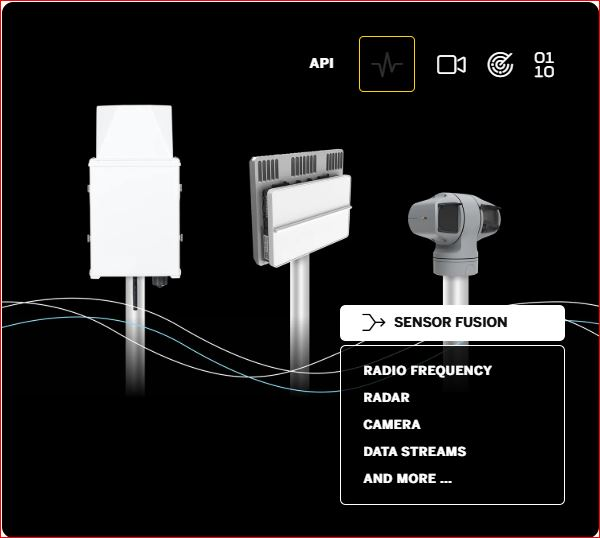 API
01
10
SENSOR FUSION
RADIO FREQUENCY
RADAR
CAMERA
DATA STREAMS
AND MORE ...